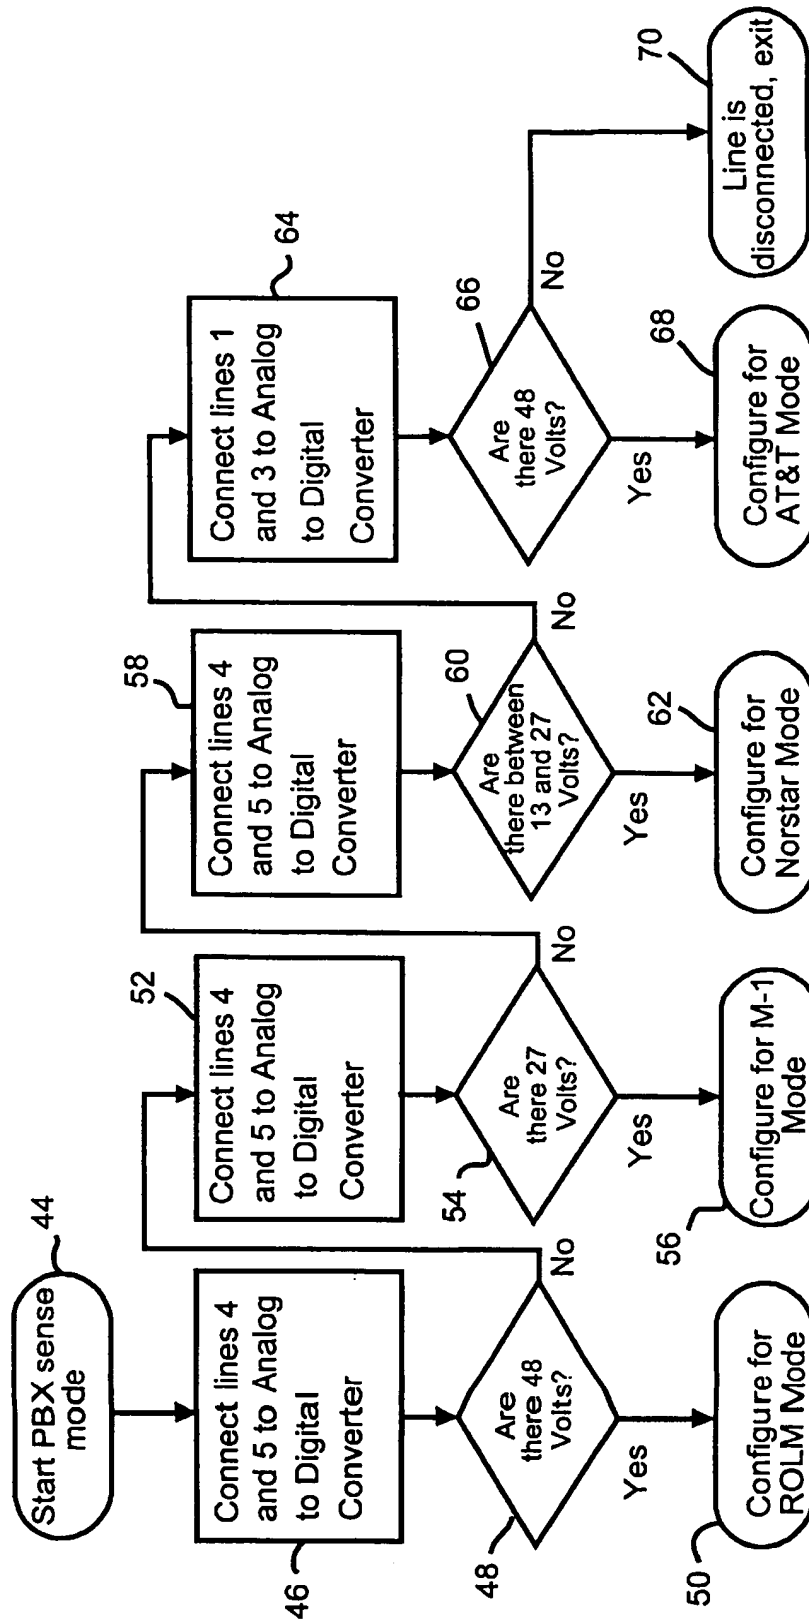 Start PBX sense
mode
44
Connect lines 4
and 5 to Analog
to Digital
Converter
46
Are
there 48
Volts?
48
No
Yes
Configure for
ROLM Mode
50
Connect lines 4
and 5 to Analog
to Digital
Converter
52
Are
there 27
Volts?
54
No
Yes
Configure for M-1
Mode
56
Connect lines 4
and 5 to Analog
to Digital
Converter
58
Are
there between
13 and 27
Volts?
60
No
Yes
Configure for
Norstar Mode
62
Connect lines 1
and 3 to Analog
to Digital
Converter
64
Are
there 48
Volts?
66
No
Yes
Configure for
AT&T Mode
68
Line is
disconnected, exit
70